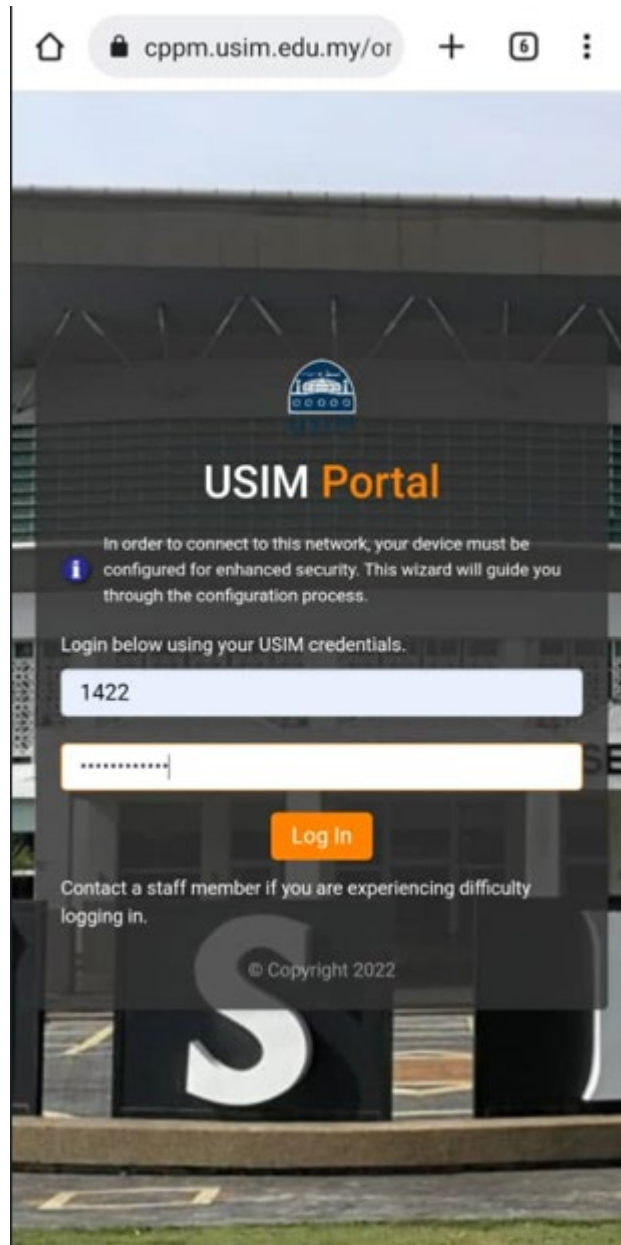 cppm.usim.edu.my/or
6
USIM Portal
In order to connect to this network, your device must be
configured for enhanced security. This wizard will guide you
through the configuration process.
Login below using your USIM credentials.
1422
••••••••••••
Log In
Contact a staff member if you are experiencing difficulty
logging in.
© Copyright 2022
SE
S